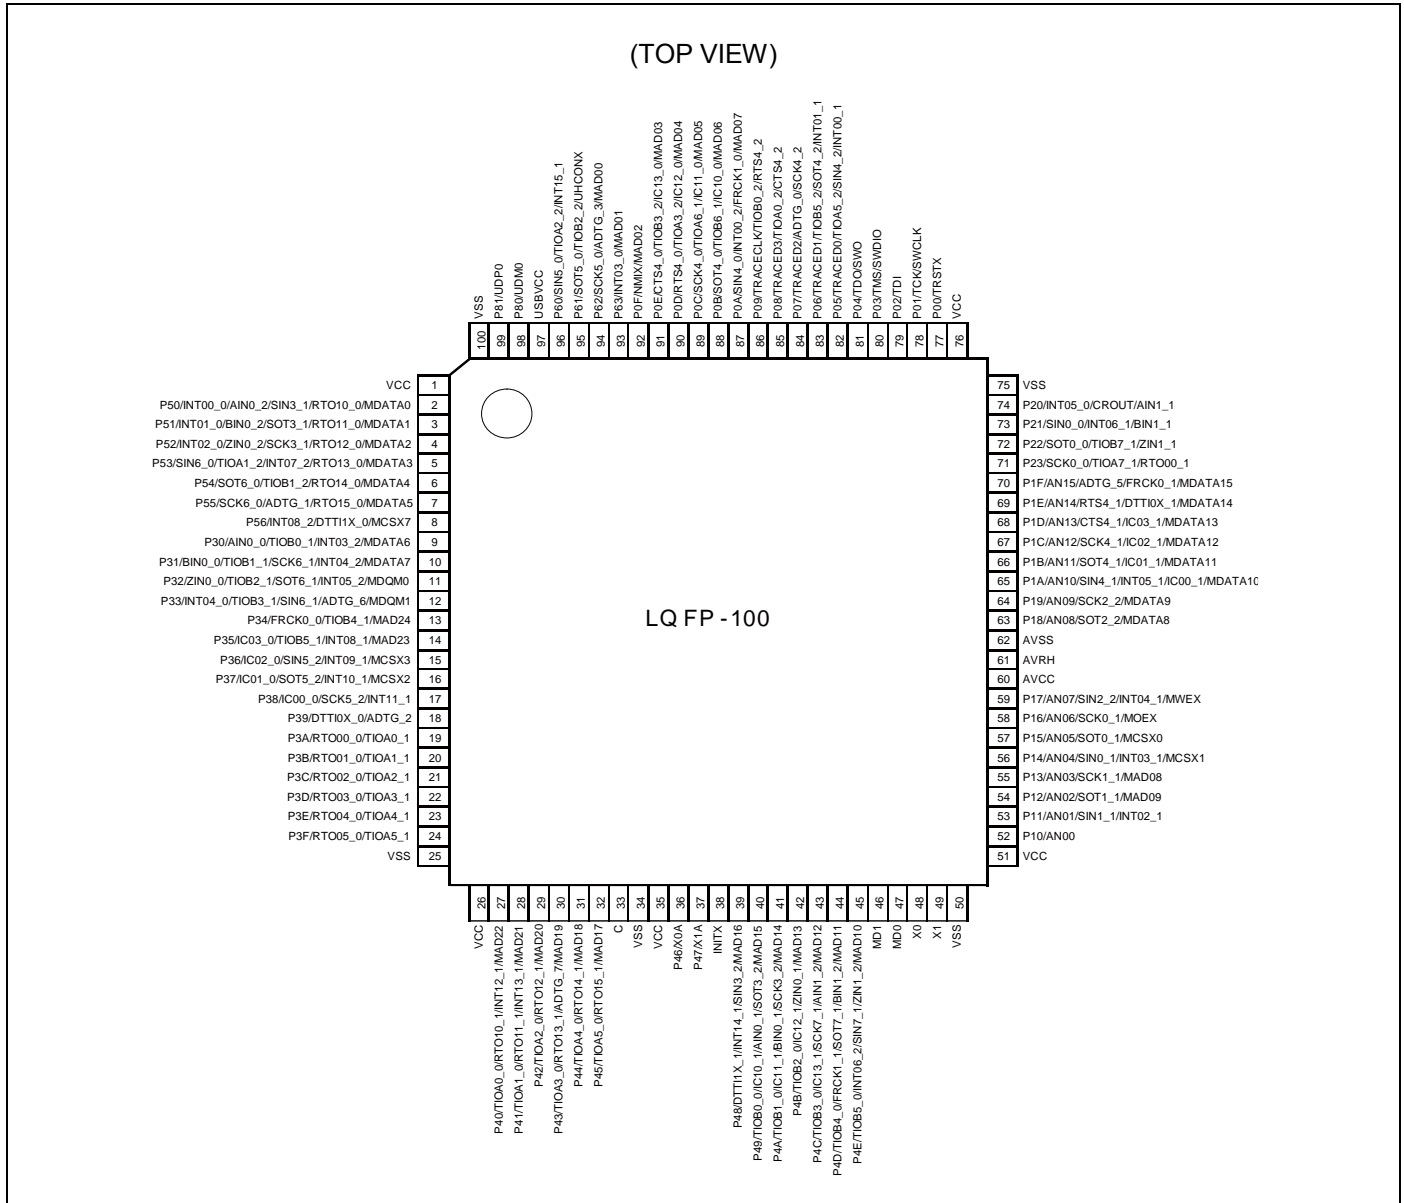 (TOP VIEW)
VSS
P81/UDP0
P80/UDM0
USBVCC
P60/SIN5_0/TIOA2_2/INT15_1
P61/SOT5_0/TIOB2_2/UHCONX
P62/SCK5_0/ADTG_3/MAD00
P63/INT03_0/MAD01
P0F/NMIX/MAD02
P0E/CTS4_0/TIOB3_2/IC13_0/MAD03
P0D/RTS4_0/TIOA3_2/IC12_0/MAD04
P0C/SCK4_0/TIOA6_1/IC11_0/MAD05
P0B/SOT4_0/TIOB6_1/IC10_0/MAD06
P0A/SIN4_0/INT00_2/FRCK1_0/MAD07
P09/TRACECLK/TIOB0_2/RTS4_2
P08/TRACED3/TIOA0_2/CTS4_2
P07/TRACED2/ADTG_0/SCK4_2
P06/TRACED1/TIOB5_2/SOT4_2/INT01_1
P05/TRACED0/TIOA5_2/SIN4_2/INT00_1
P04/TDO/SWO
P03/TMS/SWDIO
P02/TDI
P01/TCK/SWCLK
P00/TRSTX
VCC
100 99 98 97 96 95 94 93 92 91 90 89 88 87 86 85 84 83 82 81 80 79 78 77 76
VCC 1
P50/INT00_0/AIN0_2/SIN3_1/RTO10_0/MDATA0 2
P51/INT01_0/BIN0_2/SOT3_1/RTO11_0/MDATA1 3
P52/INT02_0/ZIN0_2/SCK3_1/RTO12_0/MDATA2 4
P53/SIN6_0/TIOA1_2/INT07_2/RTO13_0/MDATA3 5
P54/SOT6_0/TIOB1_2/RTO14_0/MDATA4 6
P55/SCK6_0/ADTG_1/RTO15_0/MDATA5 7
P56/INT08_2/DTTI1X_0/MCSX7 8
P30/AIN0_0/TIOB0_1/INT03_2/MDATA6 9
P31/BIN0_0/TIOB1_1/SCK6_1/INT04_2/MDATA7 10
P32/ZIN0_0/TIOB2_1/SOT6_1/INT05_2/MDQM0 11
P33/INT04_0/TIOB3_1/SIN6_1/ADTG_6/MDQM1 12
P34/FRCK0_0/TIOB4_1/MAD24 13
P35/IC03_0/TIOB5_1/INT08_1/MAD23 14
P36/IC02_0/SIN5_2/INT09_1/MCSX3 15
P37/IC01_0/SOT5_2/INT10_1/MCSX2 16
P38/IC00_0/SCK5_2/INT11_1 17
P39/DTTI0X_0/ADTG_2 18
P3A/RTO00_0/TIOA0_1 19
P3B/RTO01_0/TIOA1_1 20
P3C/RTO02_0/TIOA2_1 21
P3D/RTO03_0/TIOA3_1 22
P3E/RTO04_0/TIOA4_1 23
P3F/RTO05_0/TIOA5_1 24
VSS 25
LQFP-100
75 VSS
74 P20/INT05_0/CROUT/AIN1_1
73 P21/SIN0_0/INT06_1/BIN1_1
72 P22/SOT0_0/TIOB7_1/ZIN1_1
71 P23/SCK0_0/TIOA7_1/RTO00_1
70 P1F/AN15/ADTG_5/FRCK0_1/MDATA15
69 P1E/AN14/RTS4_1/DTTI0X_1/MDATA14
68 P1D/AN13/CTS4_1/IC03_1/MDATA13
67 P1C/AN12/SCK4_1/IC02_1/MDATA12
66 P1B/AN11/SOT4_1/IC01_1/MDATA11
65 P1A/AN10/SIN4_1/INT05_1/IC00_1/MDATA10
64 P19/AN09/SCK2_2/MDATA9
63 P18/AN08/SOT2_2/MDATA8
62 AVSS
61 AVRH
60 AVCC
59 P17/AN07/SIN2_2/INT04_1/MWEX
58 P16/AN06/SCK0_1/MOEX
57 P15/AN05/SOT0_1/MCSX0
56 P14/AN04/SIN0_1/INT03_1/MCSX1
55 P13/AN03/SCK1_1/MAD08
54 P12/AN02/SOT1_1/MAD09
53 P11/AN01/SIN1_1/INT02_1
52 P10/AN00
51 VCC
26 27 28 29 30 31 32 33 34 35 36 37 38 39 40 41 42 43 44 45 46 47 48 49 50
VCC
P40/TIOA0_0/RTO10_1/INT12_1/MAD22
P41/TIOA1_0/RTO11_1/INT13_1/MAD21
P42/TIOA2_0/RTO12_1/MAD20
P43/TIOA3_0/RTO13_1/ADTG_7/MAD19
P44/TIOA4_0/RTO14_1/MAD18
P45/TIOA5_0/RTO15_1/MAD17
C
VSS
VCC
P46/X0A
P47/X1A
INITX
P48/DTTI1X_1/INT14_1/SIN3_2/MAD16
P49/TIOB0_0/IC10_1/AIN0_1/SOT3_2/MAD15
P4A/TIOB1_0/IC11_1/BIN0_1/SCK3_2/MAD14
P4B/TIOB2_0/IC12_1/ZIN0_1/MAD13
P4C/TIOB3_0/IC13_1/SCK7_1/AIN1_2/MAD12
P4D/TIOB4_0/FRCK1_1/SOT7_1/BIN1_2/MAD11
P4E/TIOB5_0/INT06_2/SIN7_1/ZIN1_2/MAD10
MD1
MD0
X0
X1
VSS